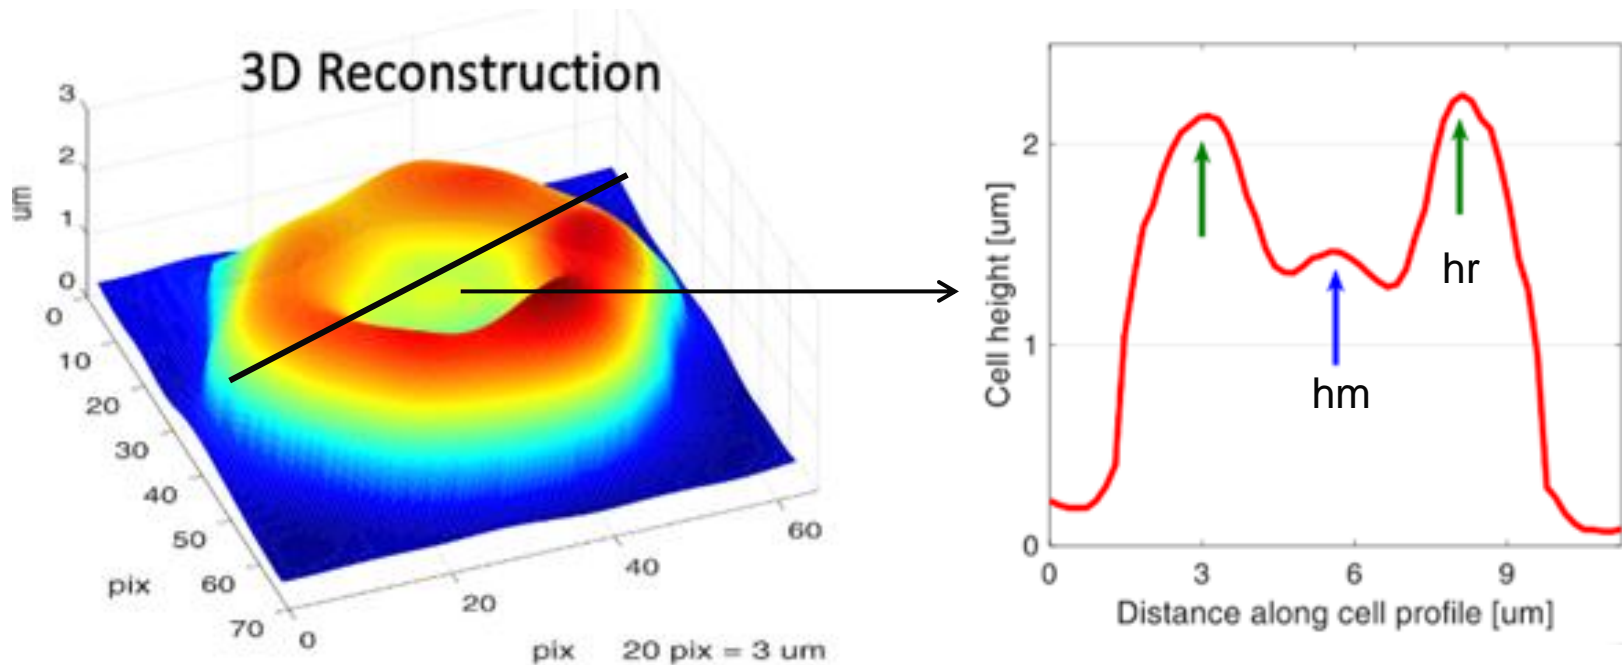 3D Reconstruction
3
2
1
0
um
0
10
20
30
40
50
60
70
pix
0
20
40
60
pix 20 pix = 3 um
Cell height [um]
2
1
0
hr
hm
0 3 6 9
Distance along cell profile [um]